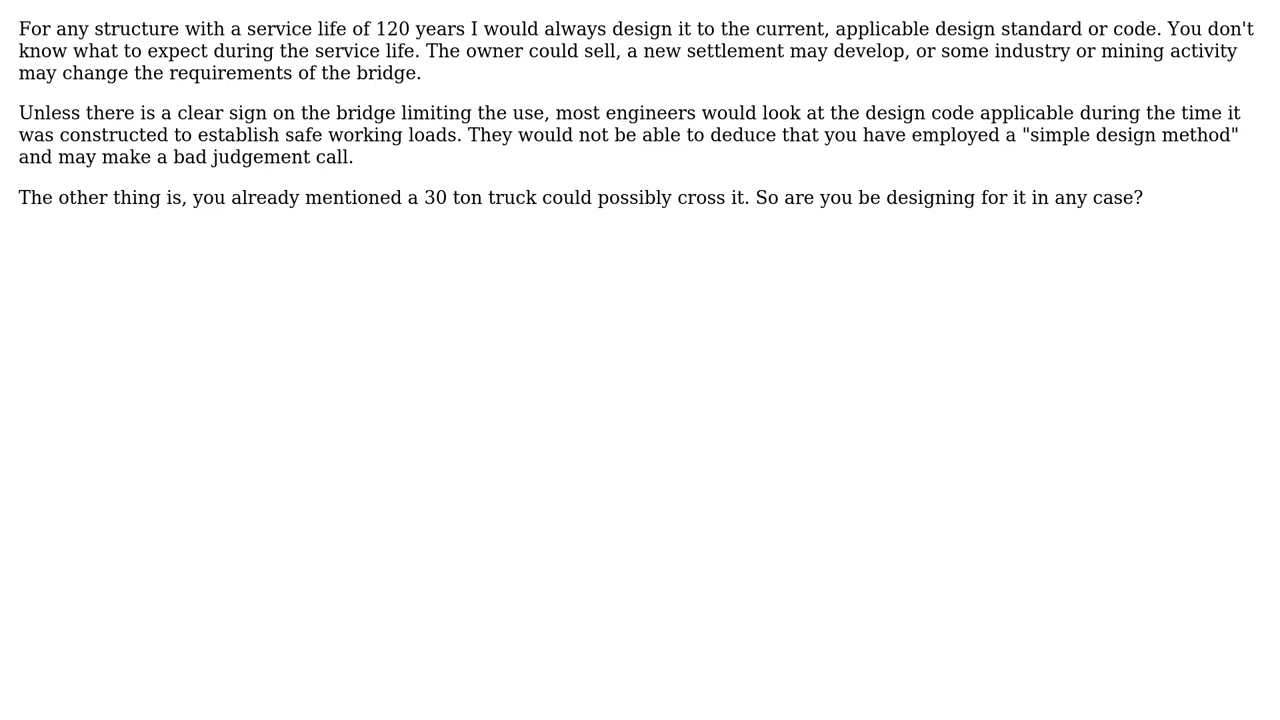 For any structure with a service life of 120 years I would always design it to the current, applicable design standard or code. You don't
know what to expect during the service life. The owner could sell, a new settlement may develop, or some industry or mining activity
may change the requirements of the bridge.
Unless there is a clear sign on the bridge limiting the use, most engineers would look at the design code applicable during the time it
was constructed to establish safe working loads. They would not be able to deduce that you have employed a "simple design method"
and may make a bad judgement call.
The other thing is, you already mentioned a 30 ton truck could possibly cross it. So are you be designing for it in any case?